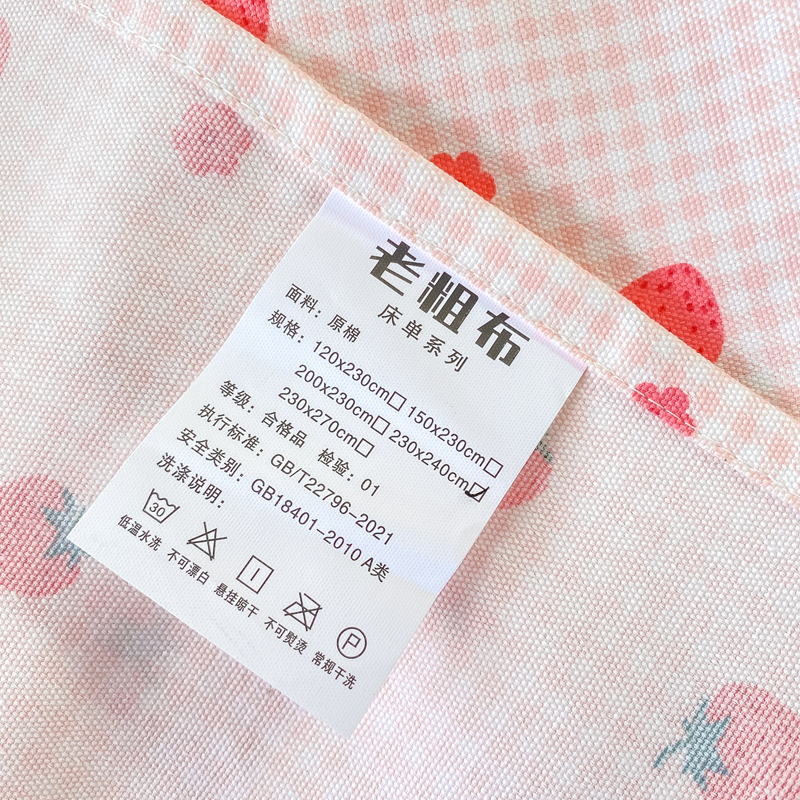 老粗布
床单系列
面料：原棉
规格：120x230cm□ 150x230cm□
200x230cm□ 230x240cm☑
230x270cm□
等级：合格品 检验：01
执行标准：GB/T22796-2021
安全类别：GB18401-2010 A类
洗涤说明：
30
P
低温水洗 不可漂白 悬挂晾干 不可熨烫 常规干洗